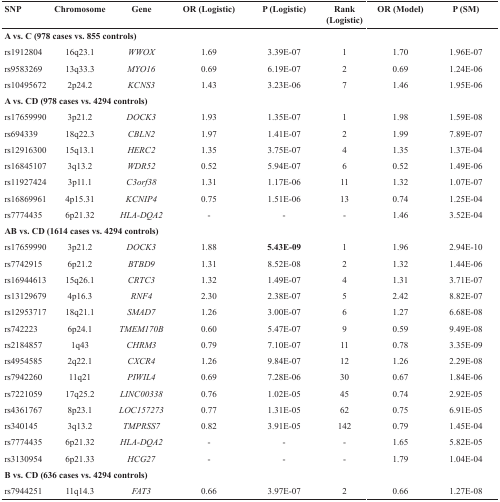 SNP Chromosome Gene OR (Logistic) P (Logistic) Rank (Logistic) OR (Model) P (SM)
A vs. C (978 cases vs. 855 controls)
rs1912804 16q23.1 WWOX 1.69 3.39E-07 1 1.70 1.96E-07
rs9583269 13q33.3 MYO16 0.69 6.19E-07 2 0.69 1.24E-06
rs10495672 2p24.2 KCNS3 1.43 3.23E-06 7 1.46 1.95E-06
A vs. CD (978 cases vs. 4294 controls)
rs17659990 3p21.2 DOCK3 1.93 1.35E-07 1 1.98 1.59E-08
rs694339 18q22.3 CBLN2 1.97 1.41E-07 2 1.99 7.89E-07
rs12916300 15q13.1 HERC2 1.35 3.75E-07 4 1.35 1.37E-04
rs16845107 3q13.2 WDR52 0.52 5.94E-07 6 0.52 1.49E-06
rs11927424 3p11.1 C3orf38 1.31 1.17E-06 11 1.32 1.07E-07
rs16869961 4p15.31 KCNIP4 0.75 1.51E-06 13 0.74 1.25E-04
rs7774435 6p21.32 HLA-DQA2 - - - 1.46 3.52E-04
AB vs. CD (1614 cases vs. 4294 controls)
rs17659990 3p21.2 DOCK3 1.88 5.43E-09 1 1.96 2.94E-10
rs7742915 6p21.2 BTBD9 1.31 8.52E-08 2 1.32 1.44E-06
rs16944613 15q26.1 CRTC3 1.32 1.49E-07 4 1.31 3.71E-07
rs13129679 4p16.3 RNF4 2.30 2.38E-07 5 2.42 8.82E-07
rs12953717 18q21.1 SMAD7 1.26 3.00E-07 6 1.27 6.68E-08
rs742223 6p24.1 TMEM170B 0.60 5.47E-07 9 0.59 9.49E-08
rs2184857 1q43 CHRM3 0.79 7.10E-07 11 0.78 3.35E-09
rs4954585 2q22.1 CXCR4 1.26 9.84E-07 12 1.26 2.29E-08
rs7942260 11q21 PIWIL4 0.69 7.28E-06 30 0.67 1.84E-06
rs7221059 17q25.2 LINC00338 0.76 1.02E-05 45 0.74 2.92E-05
rs4361767 8p23.1 LOC157273 0.77 1.31E-05 62 0.75 6.91E-05
rs340145 3q13.2 TMPRSS7 0.82 3.91E-05 142 0.79 1.45E-04
rs7774435 6p21.32 HLA-DQA2 - - - 1.65 5.82E-05
rs3130954 6p21.33 HCG27 - - - 1.79 1.04E-04
B vs. CD (636 cases vs. 4294 controls)
rs7944251 11q14.3 FAT3 0.66 3.97E-07 2 0.66 1.27E-08